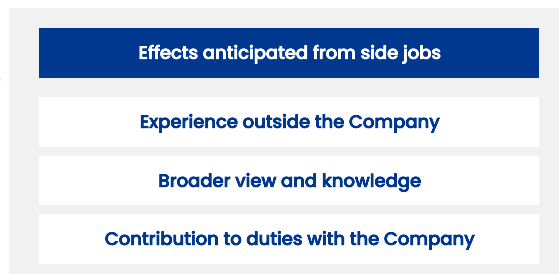 Effects anticipated from side jobs
Experience outside the Company
Broader view and knowledge
Contribution to duties with the Company